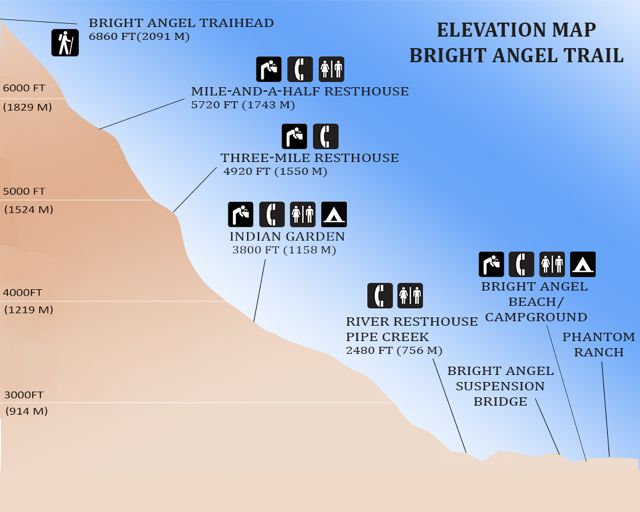 BRIGHT ANGEL TRAIHEAD
6860 FT(2091 M)
ELEVATION MAP
BRIGHT ANGEL TRAIL
6000 FT
(1829 M)
MILE-AND-A-HALF RESTHOUSE
5720 FT (1743 M)
THREE-MILE RESTHOUSE
4920 FT (1550 M)
5000 FT
(1524 M)
INDIAN GARDEN
3800 FT (1158 M)
4000FT
(1219 M)
BRIGHT ANGEL
BEACH/
CAMPGROUND
RIVER RESTHOUSE
PIPE CREEK
2480 FT (756 M)
PHANTOM
RANCH
BRIGHT ANGEL
SUSPENSION
BRIDGE
3000FT
(914 M)